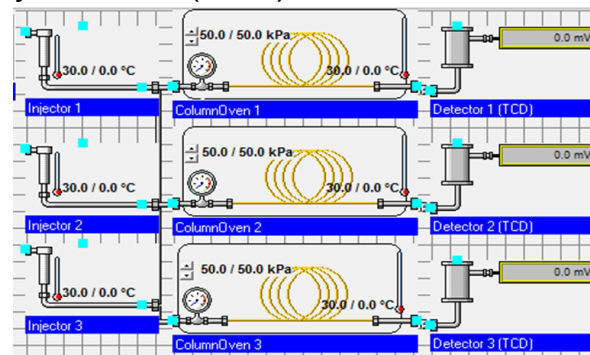 50.0 / 50.0 kPa
0.0 mV
30.0 / 0.0 °C
30.0 / 0.0 °C
Injector 1
ColumnOven 1
Detector 1 (TCD)
50.0 / 50.0 kPa
0.0 mV
30.0 / 0.0 °C
30.0 / 0.0 °C
Injector 2
ColumnOven 2
Detector 2 (TCD)
50.0 / 50.0 kPa
0.0 mV
30.0 / 0.0 °C
30.0 / 0.0 °C
Injector 3
ColumnOven 3
Detector 3 (TCD)